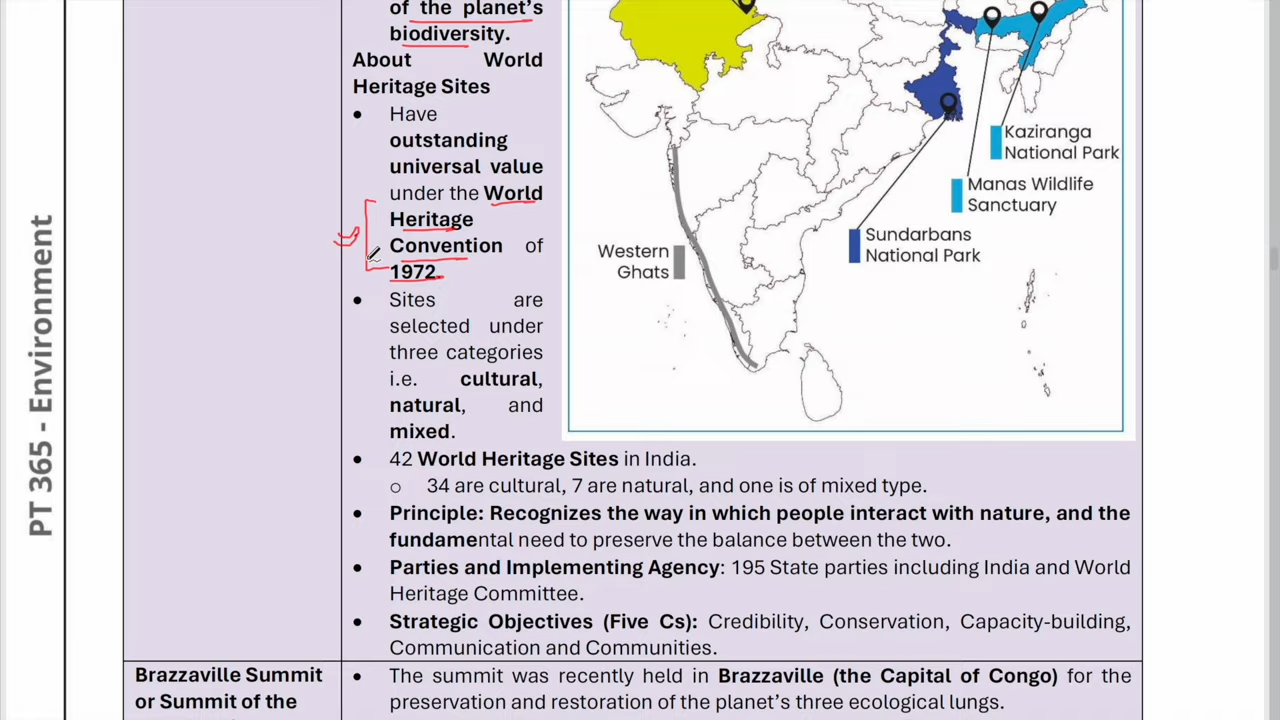 PT 365 - Environment
of the planet's
biodiversity.
About World
Heritage Sites
• Have
outstanding
universal value
under the World
Heritage
Convention of
1972.
• Sites are
selected under
three categories
i.e. cultural,
natural, and
mixed.
Kaziranga
National Park
Manas Wildlife
Sanctuary
Sundarbans
National Park
Western
Ghats
• 42 World Heritage Sites in India.
o 34 are cultural, 7 are natural, and one is of mixed type.
• Principle: Recognizes the way in which people interact with nature, and the
fundamental need to preserve the balance between the two.
• Parties and Implementing Agency: 195 State parties including India and World
Heritage Committee.
• Strategic Objectives (Five Cs): Credibility, Conservation, Capacity-building,
Communication and Communities.
Brazzaville Summit
or Summit of the
• The summit was recently held in Brazzaville (the Capital of Congo) for the
preservation and restoration of the planet's three ecological lungs.